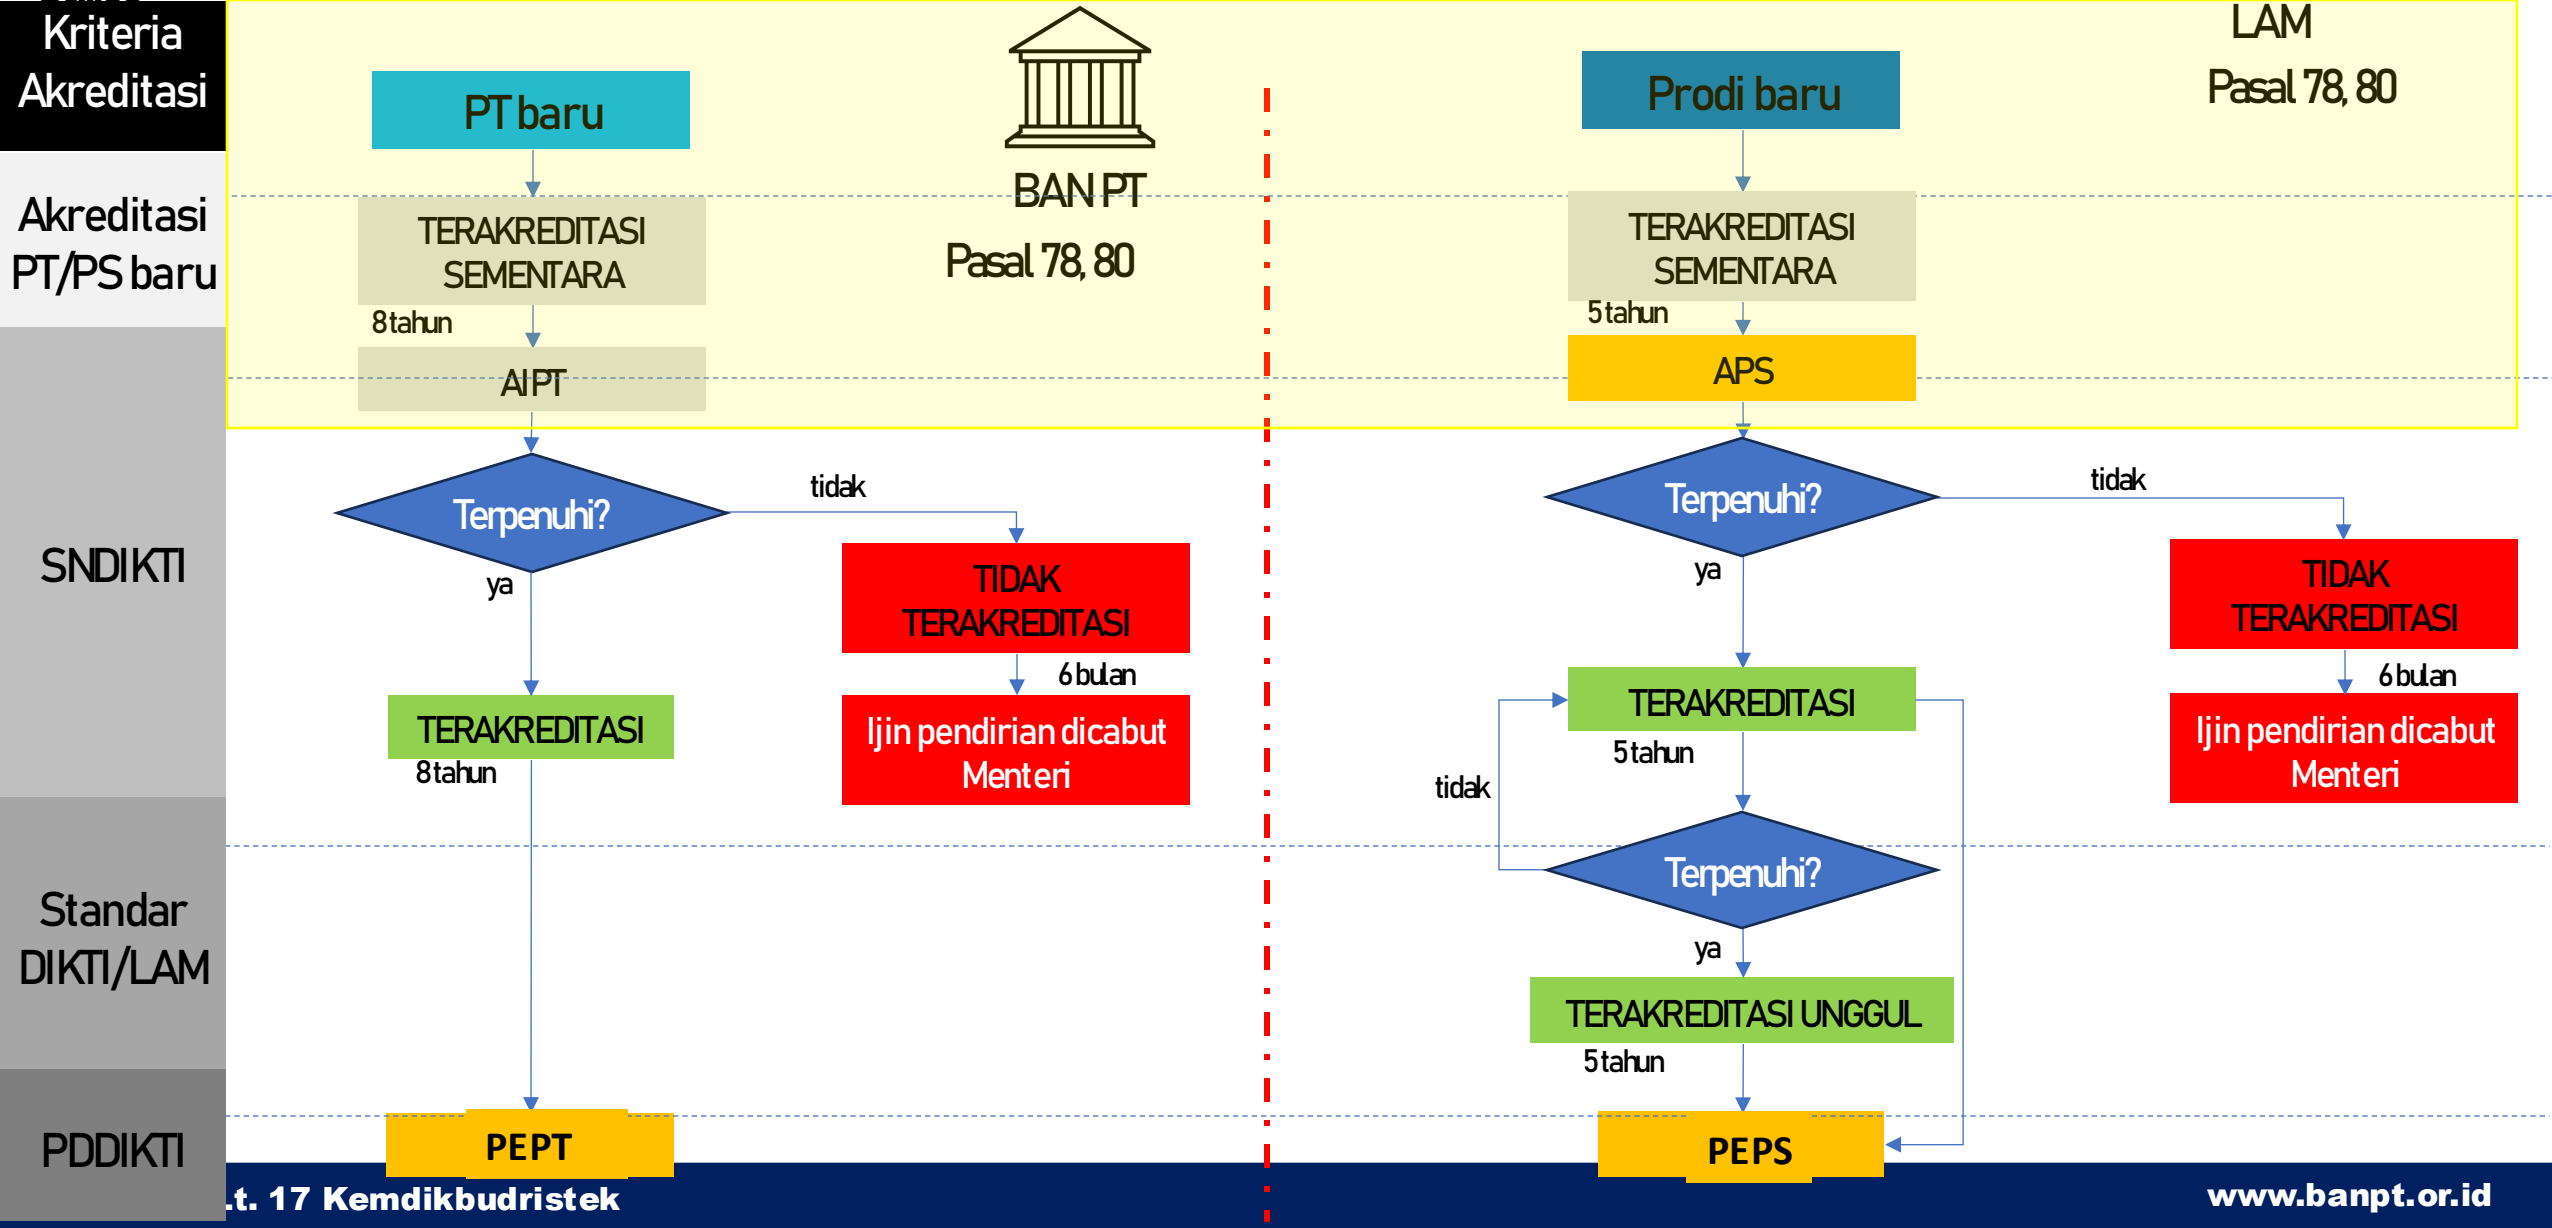 Kriteria
Akreditasi
PT baru
BAN PT
Pasal 78, 80
Prodi baru
LAM
Pasal 78, 80
Akreditasi
PT/PS baru
TERAKREDITASI
SEMENTARA
8 tahun
AIPT
TERAKREDITASI
SEMENTARA
5 tahun
APS
SNDIKTI
Terpenuhi?
tidak
ya
TIDAK
TERAKREDITASI
6 bulan
Ijin pendirian dicabut
Menteri
TERAKREDITASI
8 tahun
Terpenuhi?
tidak
ya
TIDAK
TERAKREDITASI
6 bulan
Ijin pendirian dicabut
Menteri
TERAKREDITASI
5 tahun
tidak
Standar
DIKTI/LAM
Terpenuhi?
ya
TERAKREDITASI UNGGUL
5 tahun
PDDIKTI
PEPT
PEPS
.t. 17 Kemdikbudristek
www.banpt.or.id